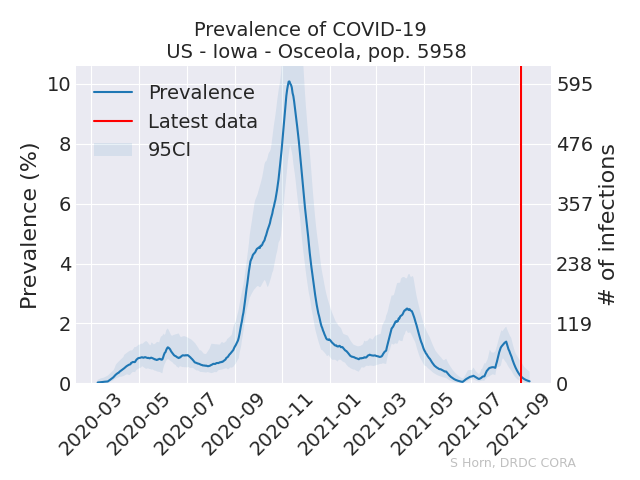 Prevalence of COVID-19
US - Iowa - Osceola, pop. 5958
Prevalence
Latest data
95CI
Prevalence (%)
10
8
6
4
2
0
# of infections
595
476
357
238
119
0
2020-03
2020-05
2020-07
2020-09
2020-11
2021-01
2021-03
2021-05
2021-07
2021-09
S Horn, DRDC CORA